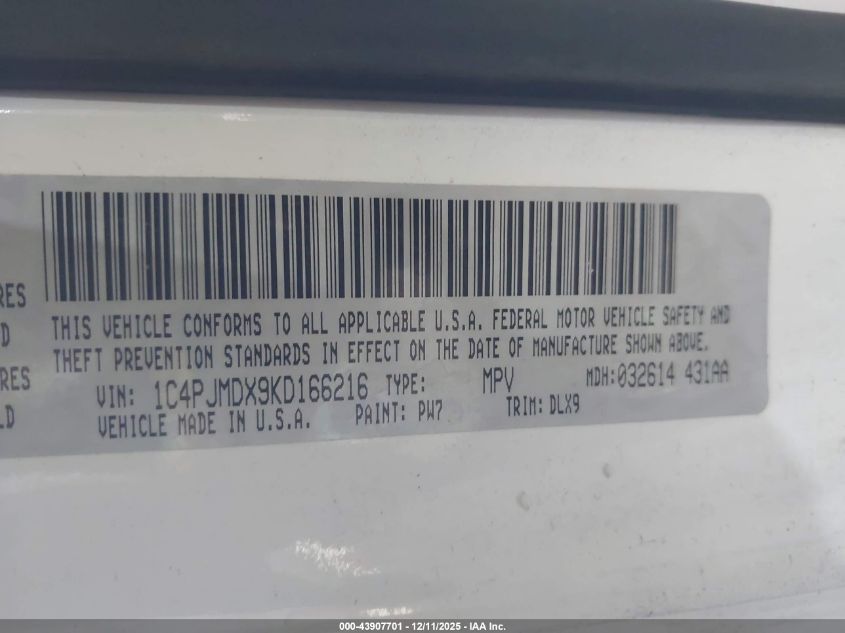 RES
THIS VEHICLE CONFORMS TO ALL APPLICABLE U.S.A. FEDERAL MOTOR VEHICLE SAFETY AND
D
THEFT PREVENTION STANDARDS IN EFFECT ON THE DATE OF MANUFACTURE SHOWN ABOVE.
RES
VIN: 1C4PJMDX9KD166216 TYPE: MPV MDH:032614 431AA
LD
VEHICLE MADE IN U.S.A. PAINT: PW7 TRIM: DLX9
000-43907701 - 12/11/2025 - IAA Inc.